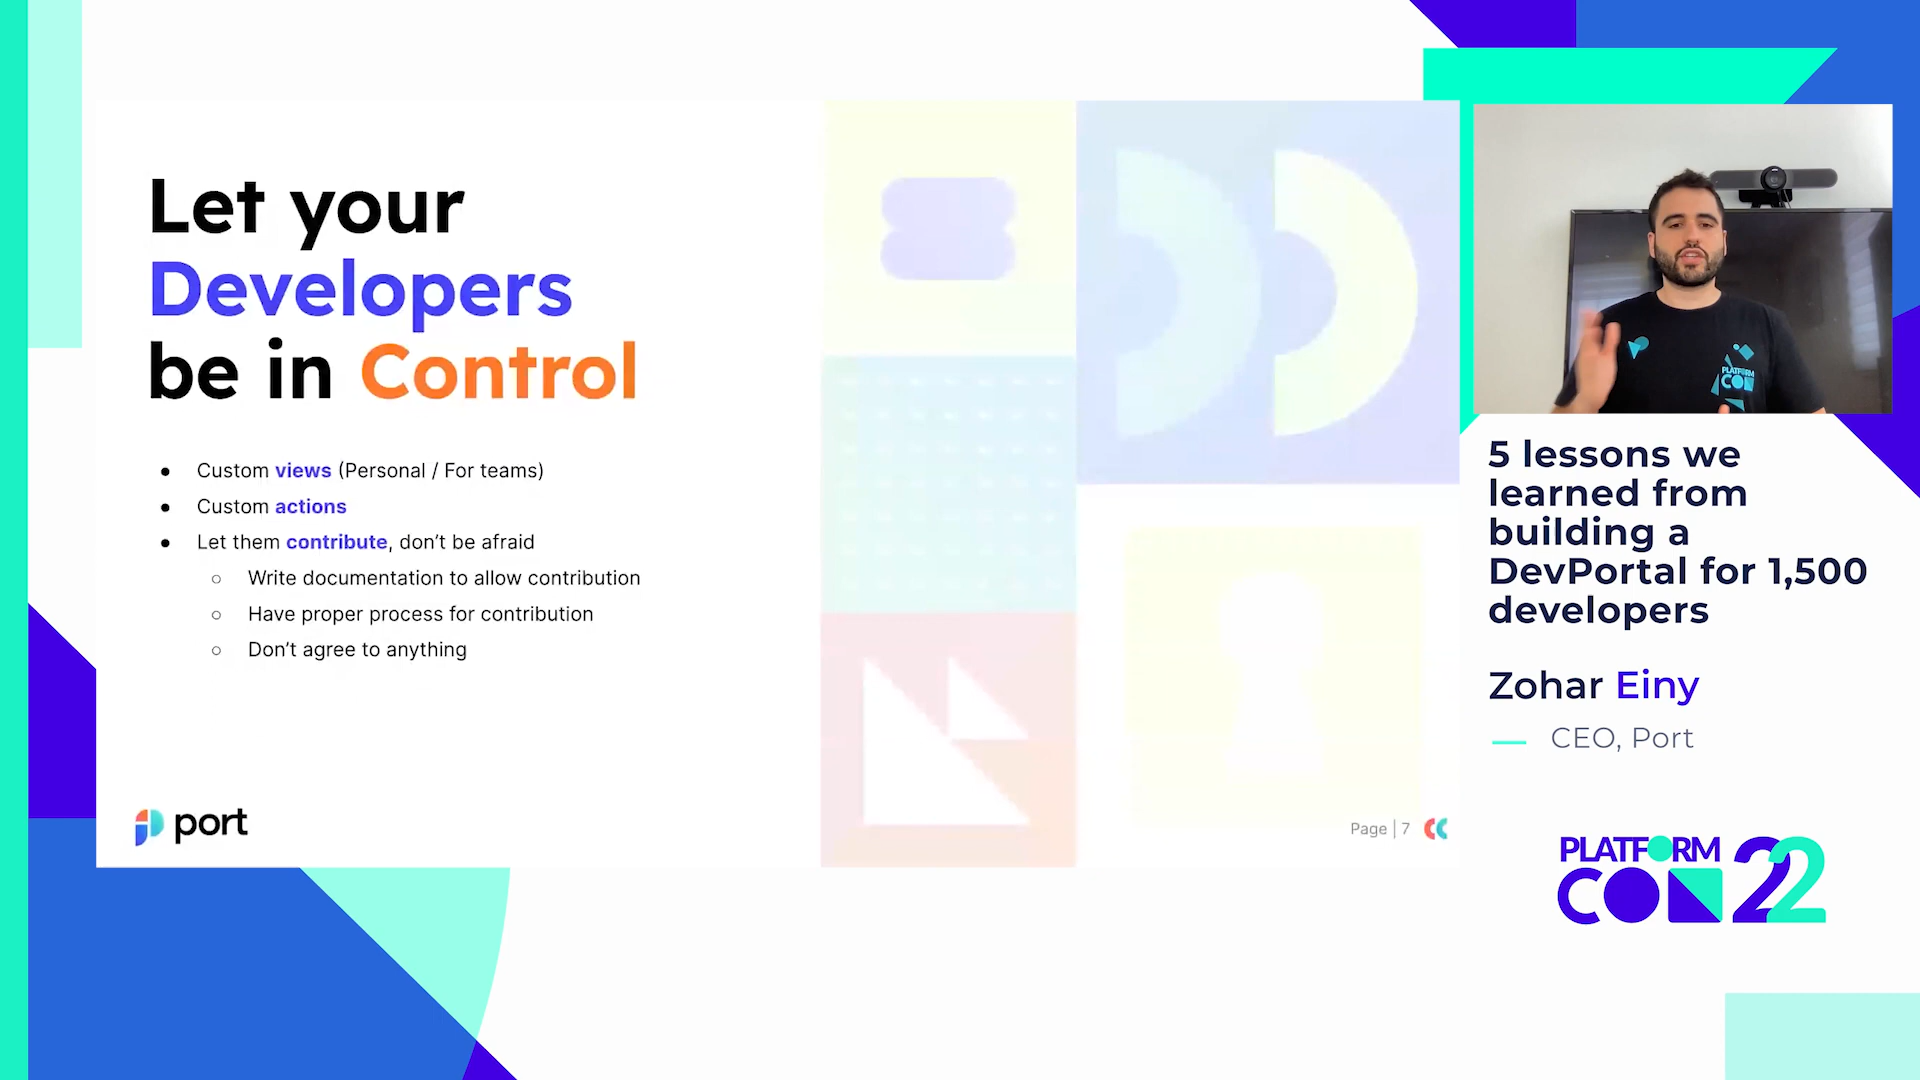 Let your
Developers
be in Control
● Custom views (Personal / For teams)
● Custom actions
● Let them contribute, don’t be afraid
○ Write documentation to allow contribution
○ Have proper process for contribution
○ Don’t agree to anything
port
Page | 7
PLATFORM
CON
5 lessons we
learned from
building a
DevPortal for 1,500
developers
Zohar Einy
CEO, Port
PLATFORM
CON 22